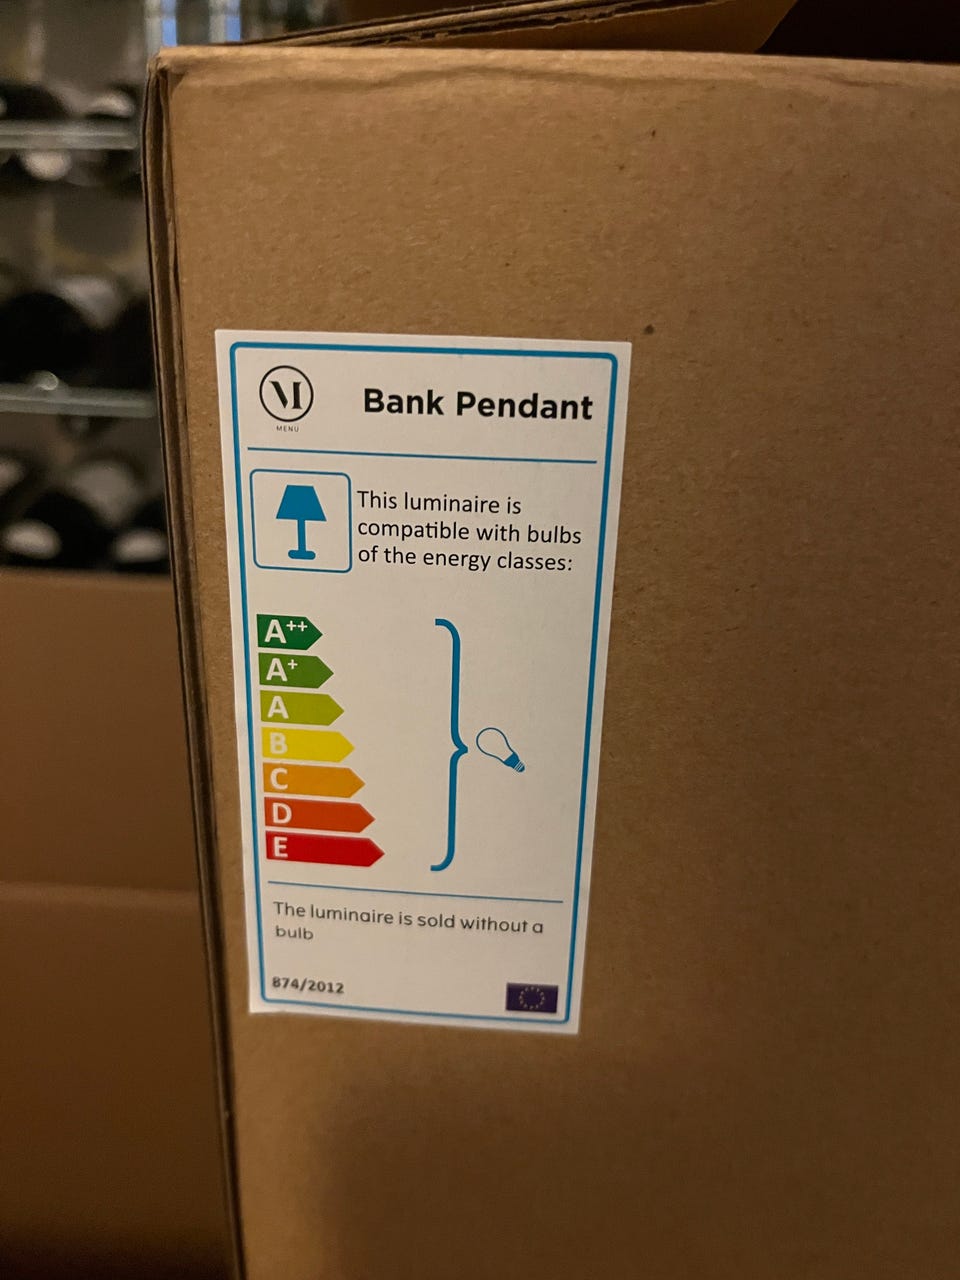 M
MENU
Bank Pendant
This luminaire is
compatible with bulbs
of the energy classes:
A++
A+
A
B
C
D
E
The luminaire is sold without a
bulb
874/2012